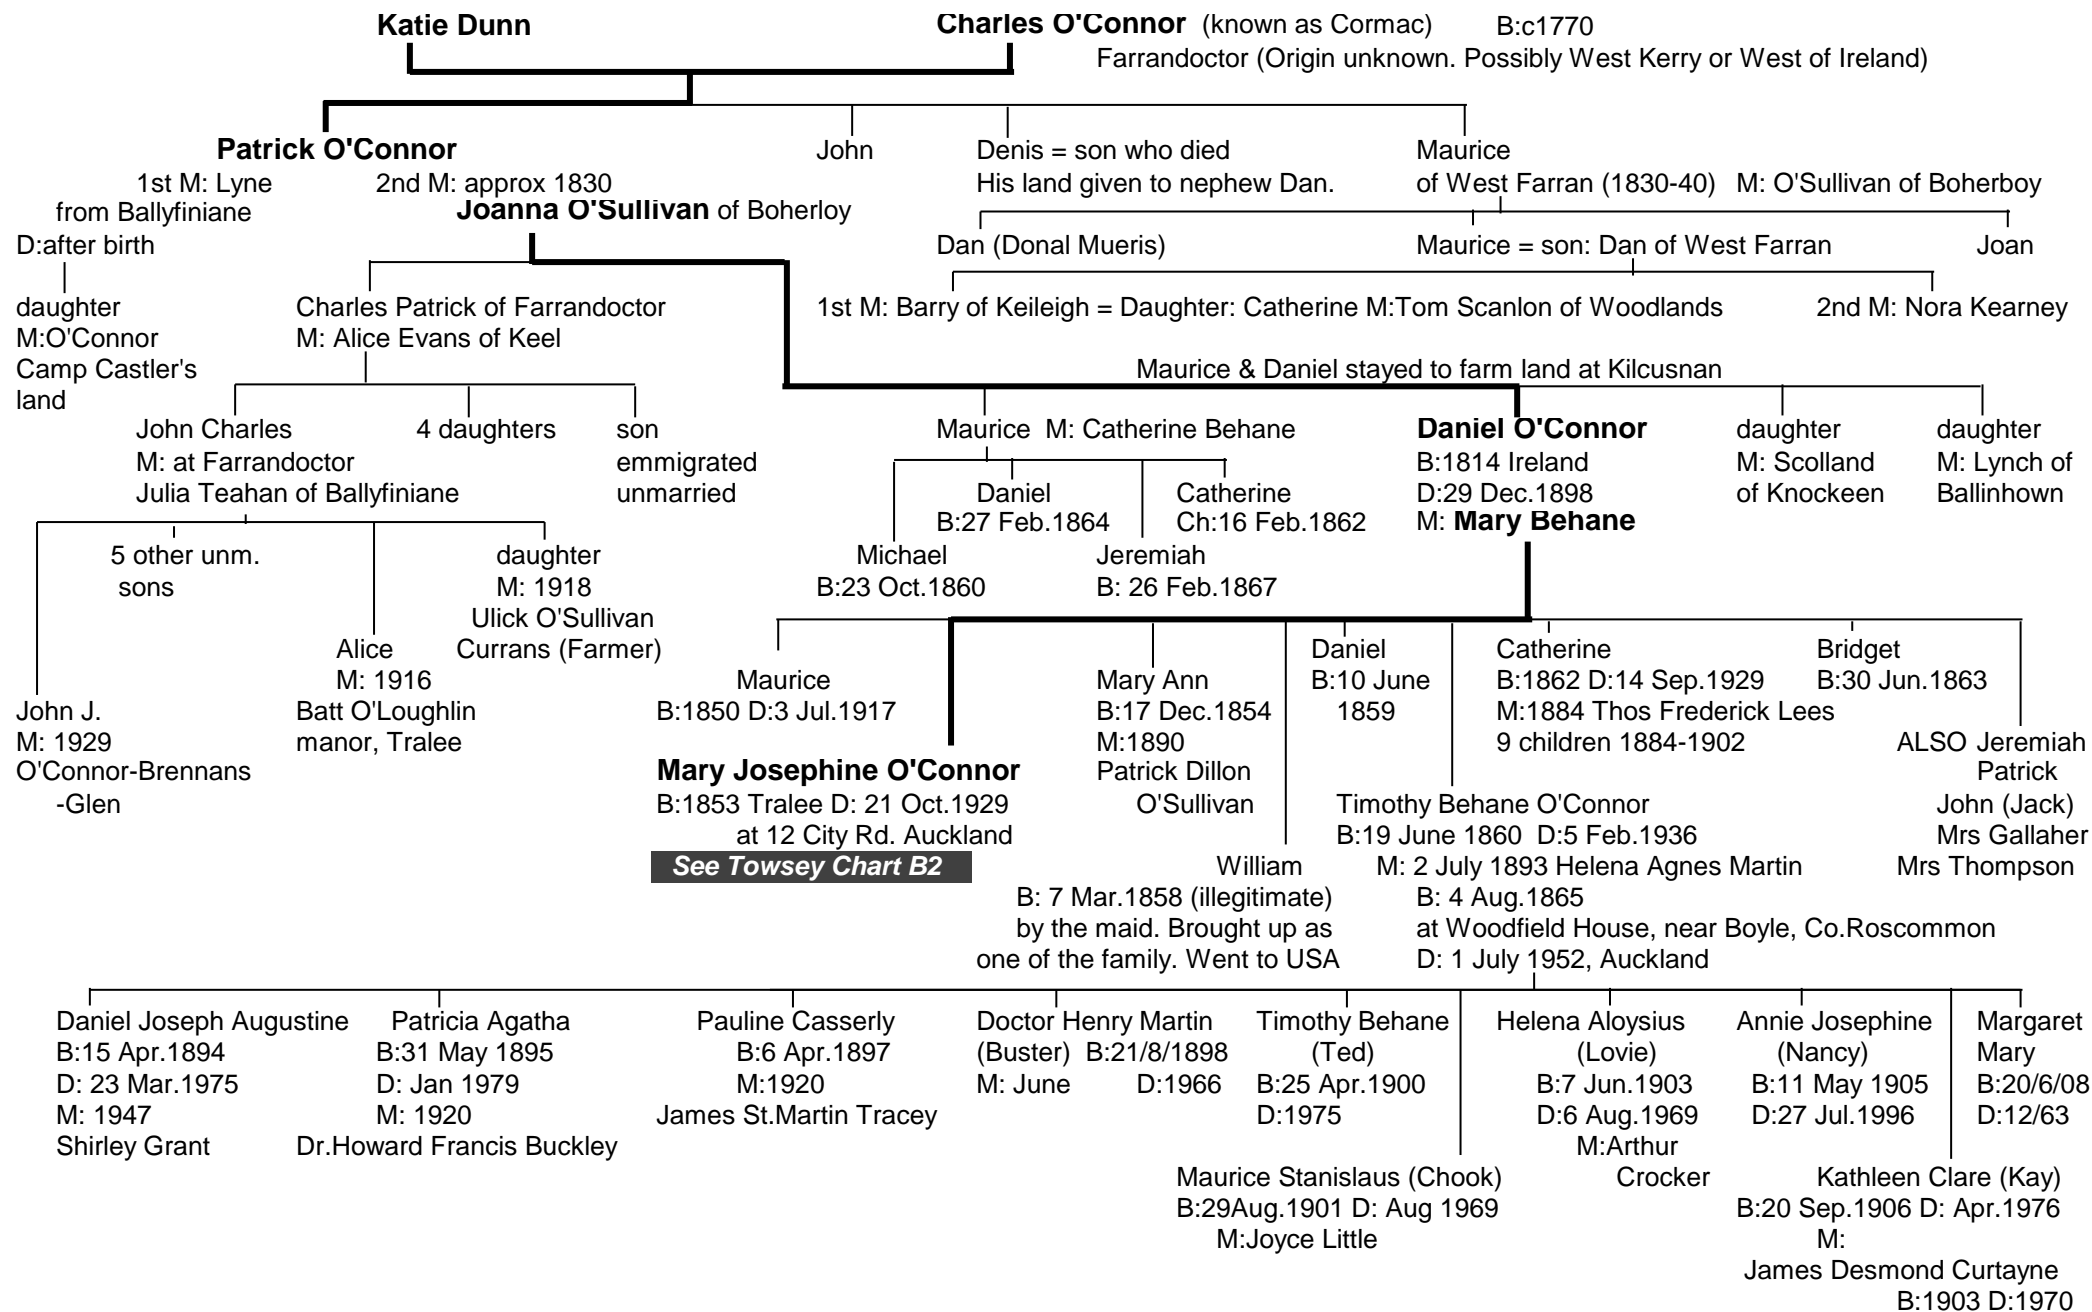 Katie Dunn
Charles O'Connor (known as Cormac) B:c1770
Farrandoctor (Origin unknown. Possibly West Kerry or West of Ireland)
Patrick O'Connor
1st M: Lyne
from Ballyfiniane
D:after birth
2nd M: approx 1830
Joanna O'Sullivan of Boherloy
John
Denis = son who died
His land given to nephew Dan.
Maurice
of West Farran (1830-40) M: O'Sullivan of Boherboy
Dan (Donal Mueris)
Maurice = son: Dan of West Farran
Joan
daughter
M:O'Connor
Camp Castler's
land
Charles Patrick of Farrandoctor
M: Alice Evans of Keel
1st M: Barry of Keileigh = Daughter: Catherine M:Tom Scanlon of Woodlands
2nd M: Nora Kearney
Maurice & Daniel stayed to farm land at Kilcusnan
John Charles
M: at Farrandoctor
Julia Teahan of Ballyfiniane
4 daughters
son
emmigrated
unmarried
Maurice M: Catherine Behane
Daniel O'Connor
B:1814 Ireland
D:29 Dec.1898
M: Mary Behane
daughter
M: Scolland
of Knockeen
daughter
M: Lynch of
Ballinhown
Daniel
B:27 Feb.1864
Catherine
Ch:16 Feb.1862
Michael
B:23 Oct.1860
Jeremiah
B: 26 Feb.1867
5 other unm.
sons
daughter
M: 1918
Ulick O'Sullivan
Currans (Farmer)
Alice
M: 1916
Batt O'Loughlin
manor, Tralee
John J.
M: 1929
O'Connor-Brennans
-Glen
Maurice
B:1850 D:3 Jul.1917
Mary Josephine O'Connor
B:1853 Tralee D: 21 Oct.1929
at 12 City Rd. Auckland
See Towsey Chart B2
Mary Ann
B:17 Dec.1854
M:1890
Patrick Dillon
O'Sullivan
William
B: 7 Mar.1858 (illegitimate)
by the maid. Brought up as
one of the family. Went to USA
Daniel
B:10 June
1859
Timothy Behane O'Connor
B:19 June 1860 D:5 Feb.1936
M: 2 July 1893 Helena Agnes Martin
B: 4 Aug.1865
at Woodfield House, near Boyle, Co.Roscommon
D: 1 July 1952, Auckland
Catherine
B:1862 D:14 Sep.1929
M:1884 Thos Frederick Lees
9 children 1884-1902
Bridget
B:30 Jun.1863
ALSO Jeremiah
Patrick
John (Jack)
Mrs Gallaher
Mrs Thompson
Daniel Joseph Augustine
B:15 Apr.1894
D: 23 Mar.1975
M: 1947
Shirley Grant
Patricia Agatha
B:31 May 1895
D: Jan 1979
M: 1920
Dr.Howard Francis Buckley
Pauline Casserly
B:6 Apr.1897
M:1920
James St.Martin Tracey
Doctor Henry Martin
(Buster) B:21/8/1898
M: June D:1966
Timothy Behane
(Ted)
B:25 Apr.1900
D:1975
Maurice Stanislaus (Chook)
B:29Aug.1901 D: Aug 1969
M:Joyce Little
Helena Aloysius
(Lovie)
B:7 Jun.1903
D:6 Aug.1969
M:Arthur
Crocker
Annie Josephine
(Nancy)
B:11 May 1905
D:27 Jul.1996
Kathleen Clare (Kay)
B:20 Sep.1906 D: Apr.1976
M:
James Desmond Curtayne
B:1903 D:1970
Margaret
Mary
B:20/6/08
D:12/63